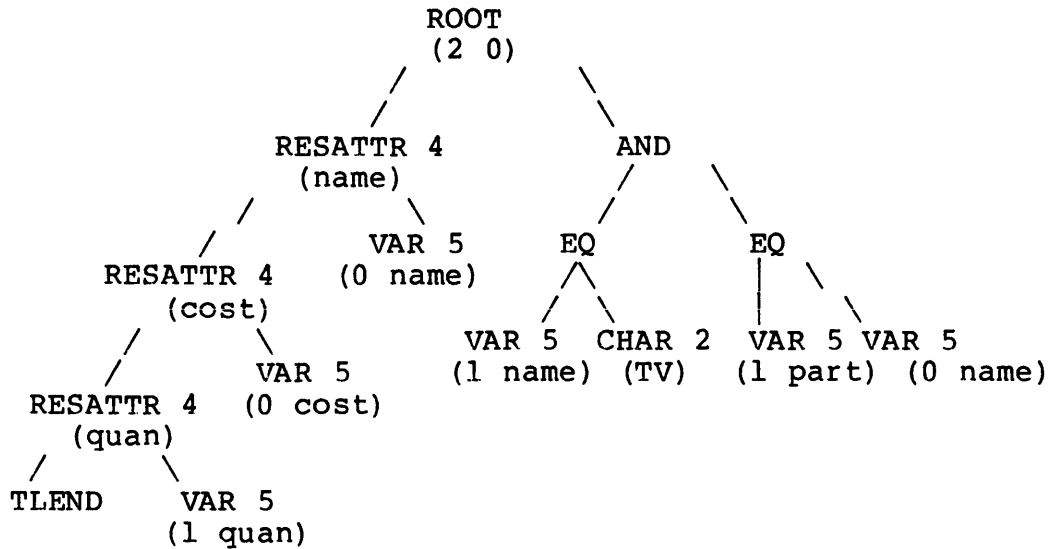 ROOT
(2 0)
RESATTR 4 AND
(name)
VAR 5 EQ EQ
RESATTR 4 (0 name)
(cost)
VAR 5 CHAR 2 VAR 5 VAR 5
VAR 5 (1 name) (TV) (1 part) (0 name)
RESATTR 4 (0 cost)
(quan)
TLEND VAR 5
(1 quan)